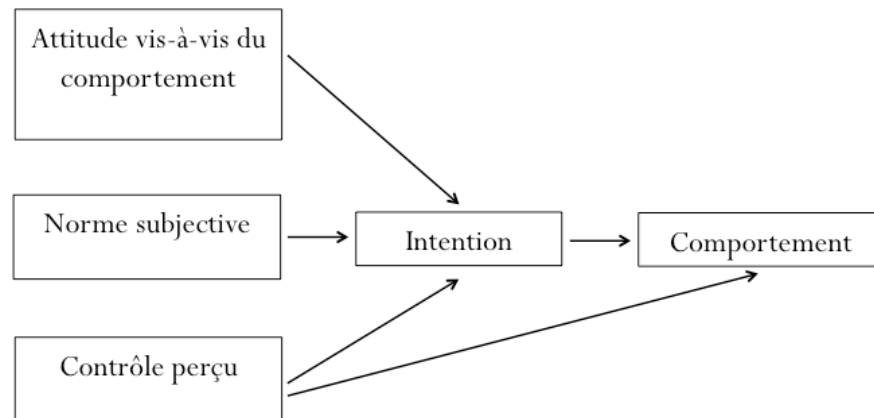 Attitude vis-à-vis du
comportement
Norme subjective
Intention
Comportement
Contrôle perçu